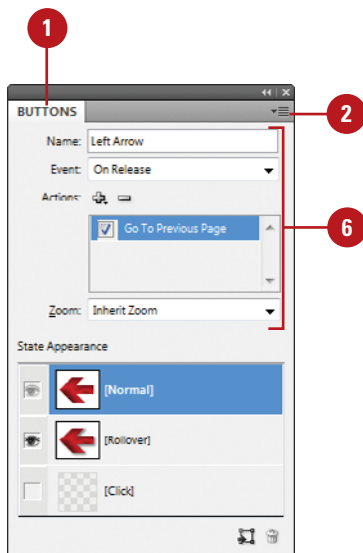 1
BUTTONS
2
Name: Left Arrow
Event: On Release
Actions:
Go To Previous Page
6
Zoom: Inherit Zoom
State Appearance
[Normal]
[Rollover]
[Click]